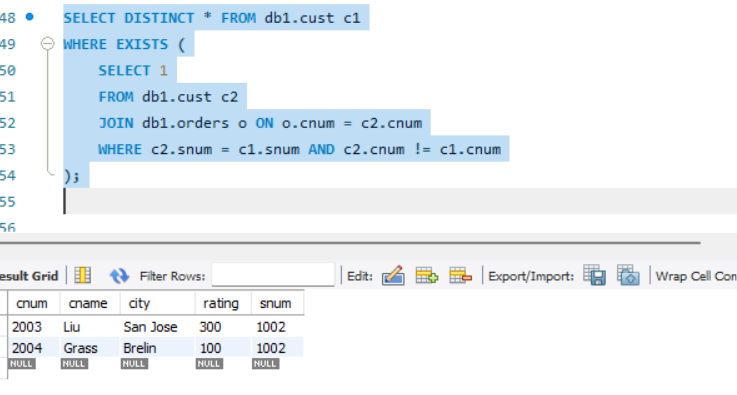 48 SELECT DISTINCT * FROM db1.cust c1
49 WHERE EXISTS (
50 SELECT 1
51 FROM db1.cust c2
52 JOIN db1.orders o ON o.cnum = c2.cnum
53 WHERE c2.snum = c1.snum AND c2.cnum != c1.cnum
54 );
55
56
esult Grid Filter Rows: Edit: Export/Import: Wrap Cell Con
cnum cname city rating snum
2003 Liu San Jose 300 1002
2004 Grass Brelin 100 1002
NULL NULL NULL NULL NULL